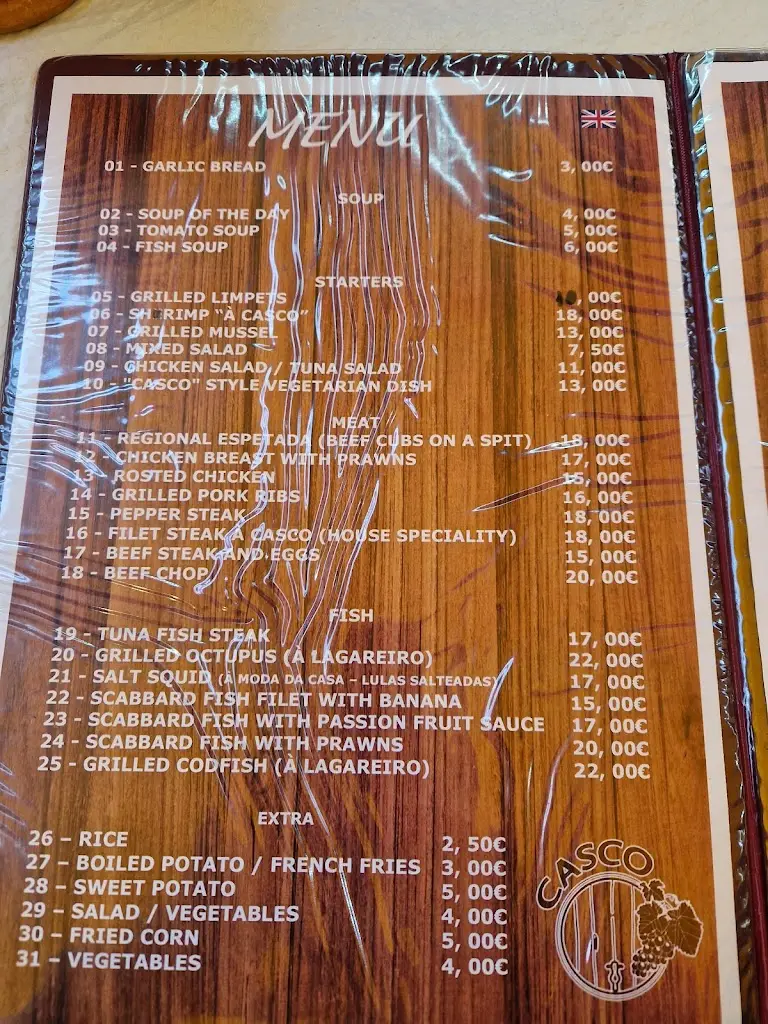 MENU
01 - GARLIC BREAD 3, 00€
SOUP
02 - SOUP OF THE DAY 4, 00€
03 - TOMATO SOUP 5, 00€
04 - FISH SOUP 6, 00€
STARTERS
05 - GRILLED LIMPETS , 00€
06 - SHRIMP "À CASCO" 18, 00€
07 - GRILLED MUSSEL 13, 00€
08 - MIXED SALAD 7, 50€
09 - CHICKEN SALAD / TUNA SALAD 11, 00€
10 - "CASCO" STYLE VEGETARIAN DISH 13, 00€
MEAT
11 - REGIONAL ESPETADA (BEEF CUBS ON A SPIT) 18, 00€
12 - CHICKEN BREAST WITH PRAWNS 17, 00€
13 - ROSTED CHICKEN 15, 00€
14 - GRILLED PORK RIBS 16, 00€
15 - PEPPER STEAK 18, 00€
16 - FILET STEAK À CASCO (HOUSE SPECIALITY) 18, 00€
17 - BEEF STEAK AND EGGS 15, 00€
18 - BEEF CHOP 20, 00€
FISH
19 - TUNA FISH STEAK 17, 00€
20 - GRILLED OCTUPUS (À LAGAREIRO) 22, 00€
21 - SALT SQUID (À MODA DA CASA – LULAS SALTEADAS) 17, 00€
22 - SCABBARD FISH FILET WITH BANANA 15, 00€
23 - SCABBARD FISH WITH PASSION FRUIT SAUCE 17, 00€
24 - SCABBARD FISH WITH PRAWNS 20, 00€
25 - GRILLED CODFISH (À LAGAREIRO) 22, 00€
EXTRA
26 – RICE 2, 50€
27 – BOILED POTATO / FRENCH FRIES 3, 00€
28 – SWEET POTATO 5, 00€
29 – SALAD / VEGETABLES 4, 00€
30 – FRIED CORN 5, 00€
31 – VEGETABLES 4, 00€
CASCO